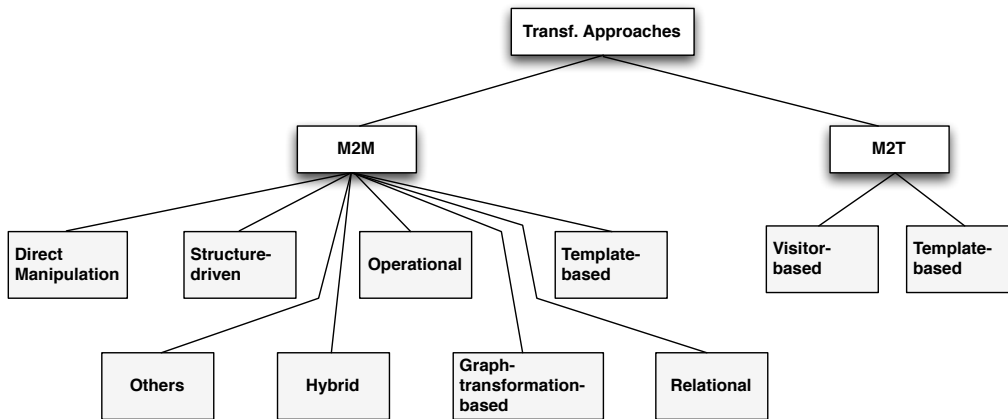 Transf. Approaches
M2M
M2T
Direct
Manipulation
Structure-
driven
Operational
Template-
based
Visitor-
based
Template-
based
Others
Hybrid
Graph-
transformation-
based
Relational